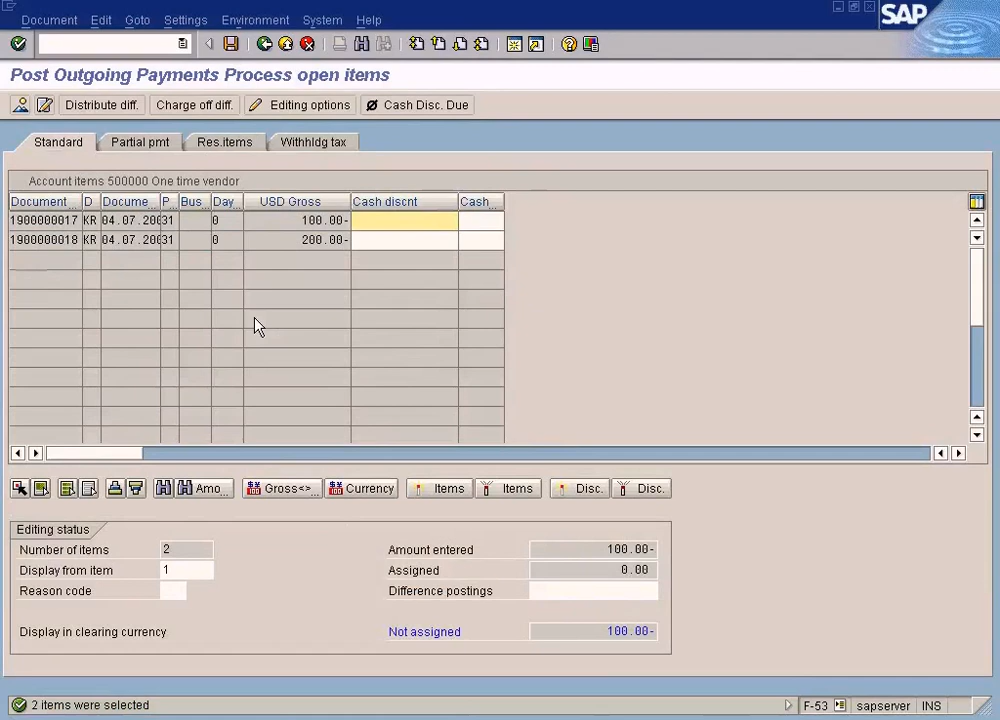 Document Edit Goto Settings Environment System Help
SAP
Post Outgoing Payments Process open items
Distribute diff. Charge off diff. Editing options Cash Disc. Due
Standard Partial pmt Res.items Withhldg tax
Account items 500000 One time vendor
Document... D Docume... P... Bus... Day... USD Gross Cash discnt Cash...
1900000017 KR 04.07.200 31 0 100.00-
1900000018 KR 04.07.200 31 0 200.00-
Amo... Gross<>... Currency Items Items Disc. Disc.
Editing status
Number of items 2 Amount entered 100.00-
Display from item 1 Assigned 0.00
Reason code Difference postings
Display in clearing currency Not assigned 100.00-
2 items were selected F-53 sapserver INS